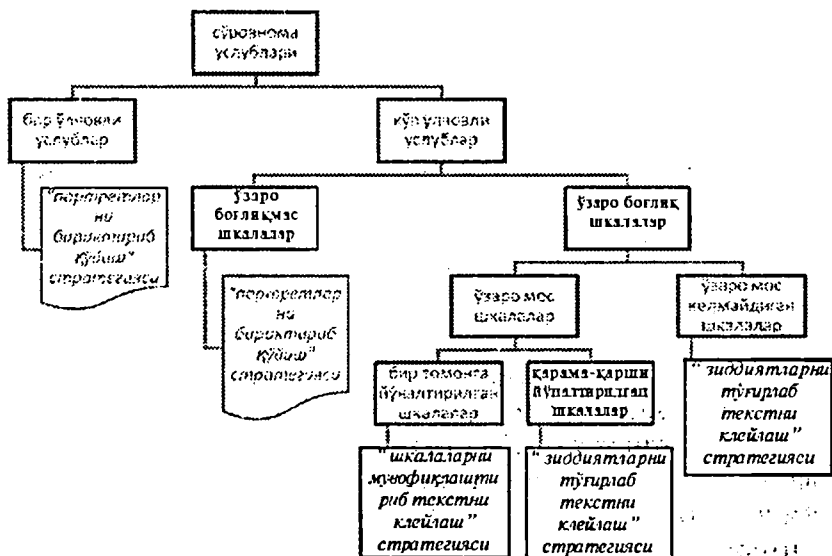 сўровнома
услублари
бир ўлчовли
услублар
кўп ўлчовли
услублар
"портретлар
ни
бириктириб
қўйиш"
стратегияси
ўзаро
боғлиқмас
шкалалар
ўзаро боғлиқ
шкалалар
"портретлар
ни
бириктириб
қўйиш"
стратегияси
ўзаро мос
шкалалар
ўзаро мос
келмайдиган
шкалалар
бир томонга
йўналтирилган
шкалалар
қарама-қарши
йўналтирилган
шкалалар
"зиддиятларни
тўғирлаб
текстни
клейлаш"
стратегияси
"шкалаларни
мувофиқлашти
риб текстни
клейлаш"
стратегияси
"зиддиятларни
тўғирлаб
текстни
клейлаш"
стратегияси